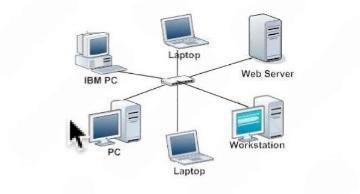 Laptop
IBM PC
Web Server
PC
Workstation
Laptop